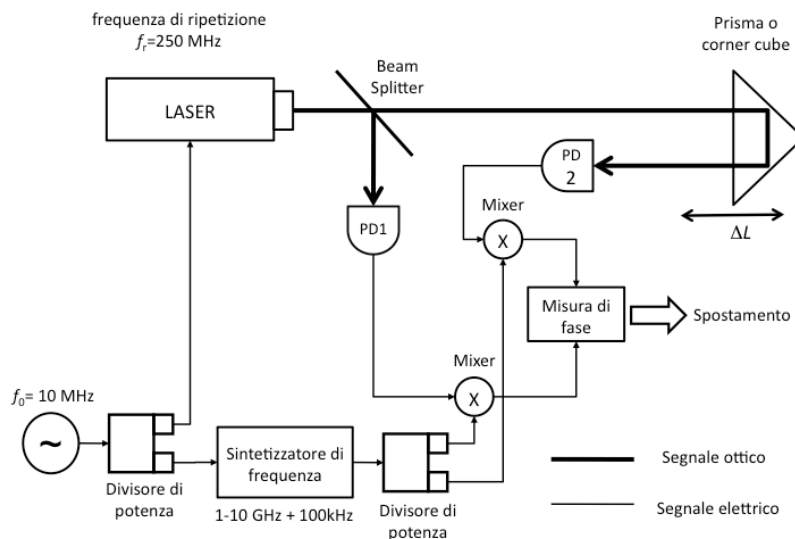 frequenza di ripetizione
fr=250 MHz
LASER
Beam
Splitter
Prisma o
corner cube
PD
2
PD1
Mixer
X
ΔL
Misura di
fase
Spostamento
Mixer
X
f0= 10 MHz
~
Divisore di
potenza
Sintetizzatore di
frequenza
1-10 GHz + 100kHz
Divisore di
potenza
Segnale ottico
Segnale elettrico